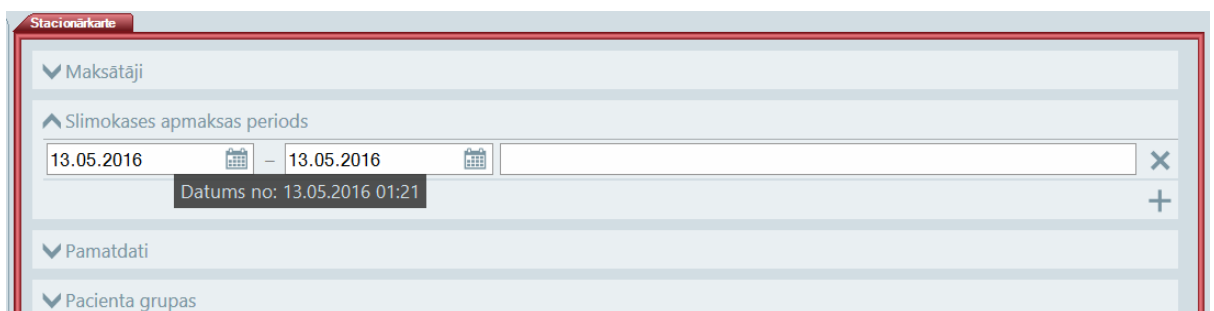 Stacionārkarte
Maksātāji
Slimokases apmaksas periods
13.05.2016 – 13.05.2016
Datums no: 13.05.2016 01:21
Pamatdati
Pacienta grupas